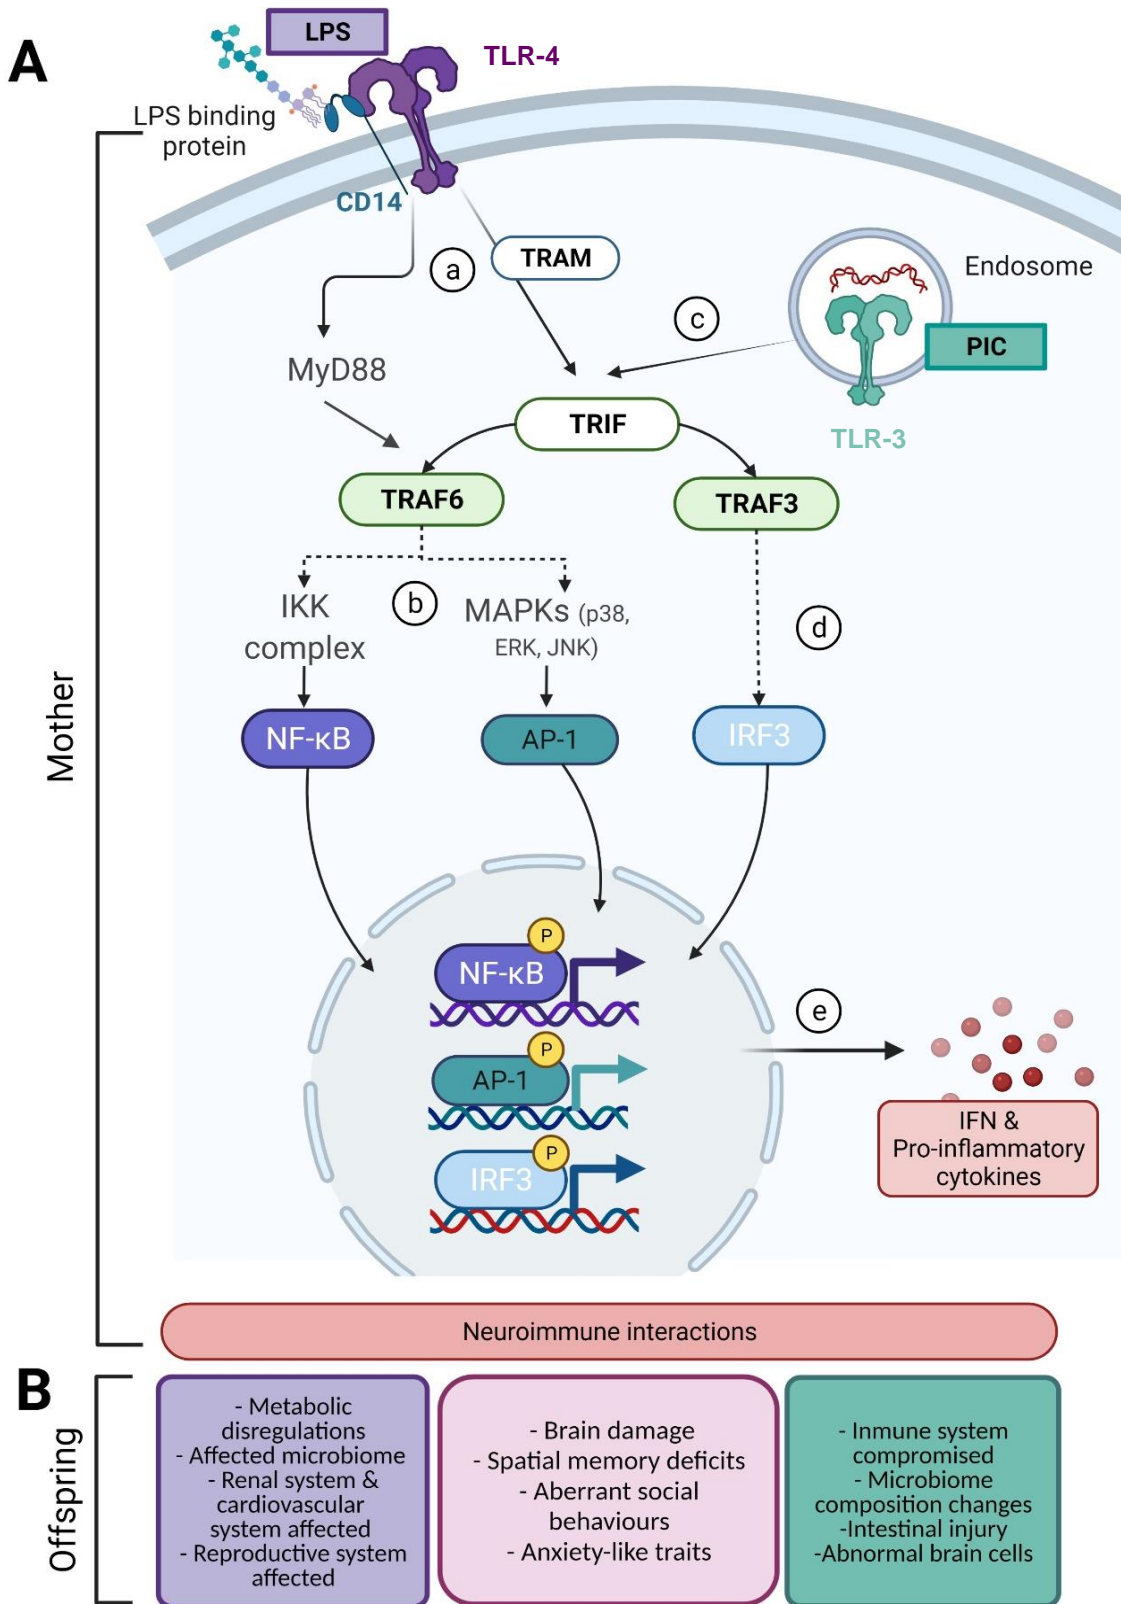 A
LPS
TLR-4
LPS binding
protein
CD14
a
TRAM
c
Endosome
PIC
TLR-3
MyD88
TRIF
TRAF6
TRAF3
b
d
IKK
complex
MAPKs (p38,
ERK, JNK)
NF-κB
AP-1
IRF3
Mother
P
NF-κB
P
AP-1
P
IRF3
e
IFN &
Pro-inflammatory
cytokines
Neuroimmune interactions
B
Offspring
- Metabolic
disregulations
- Affected microbiome
- Renal system &
cardiovascular
system affected
- Reproductive system
affected
- Brain damage
- Spatial memory deficits
- Aberrant social
behaviours
- Anxiety-like traits
- Inmune system
compromised
- Microbiome
composition changes
-Intestinal injury
-Abnormal brain cells